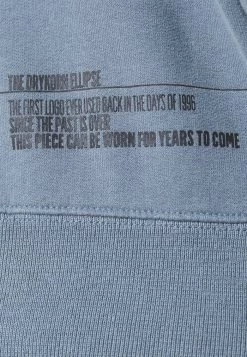 THE DRYKORN ELLIPSE
THE FIRST LOGO EVER USED BACK IN THE DAYS OF 1996
SINCE THE PAST IS OVER
THIS PIECE CAN BE WORN FOR YEARS TO COME